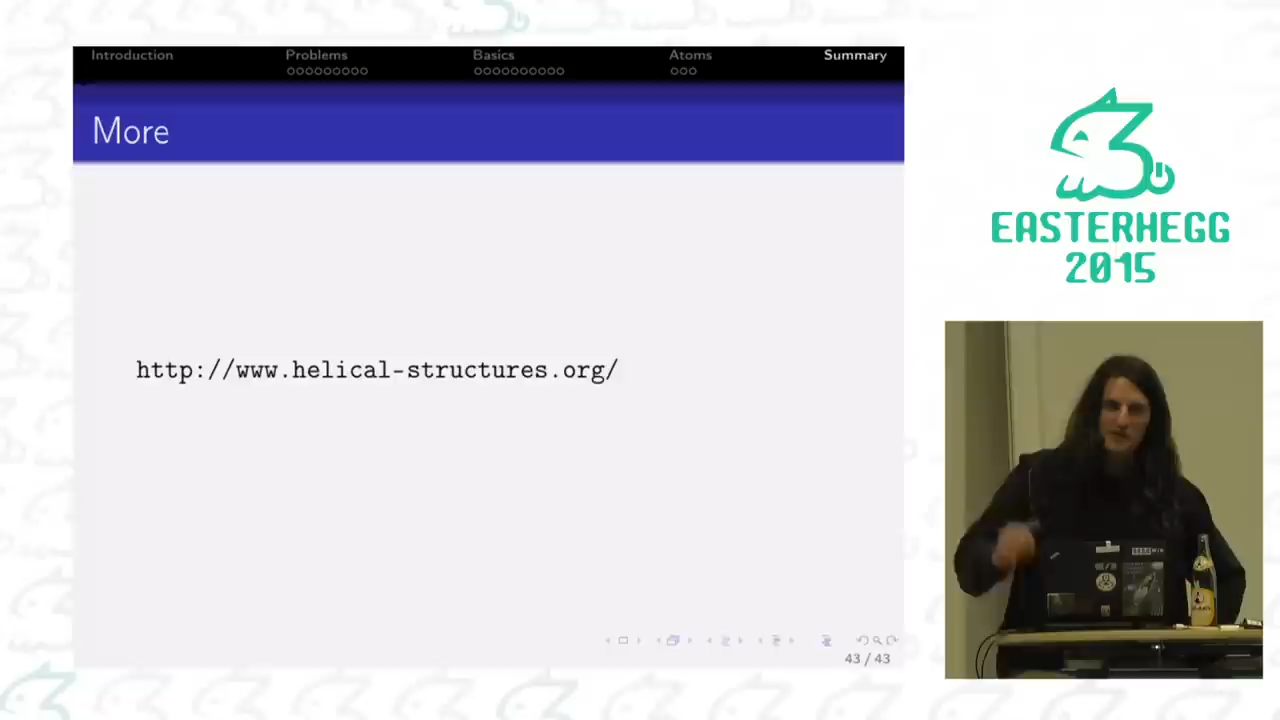 Introduction Problems Basics Atoms Summary
More
http://www.helical-structures.org/
43 / 43
EASTERHEGG
2015